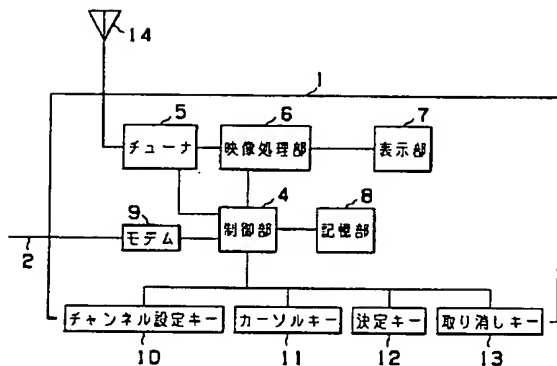 14
1
5
6
7
チューナ
映像処理部
表示部
9
4
8
モデム
制御部
記憶部
2
チャンネル設定キー
カーソルキー
決定キー
取り消しキー
10
11
12
13